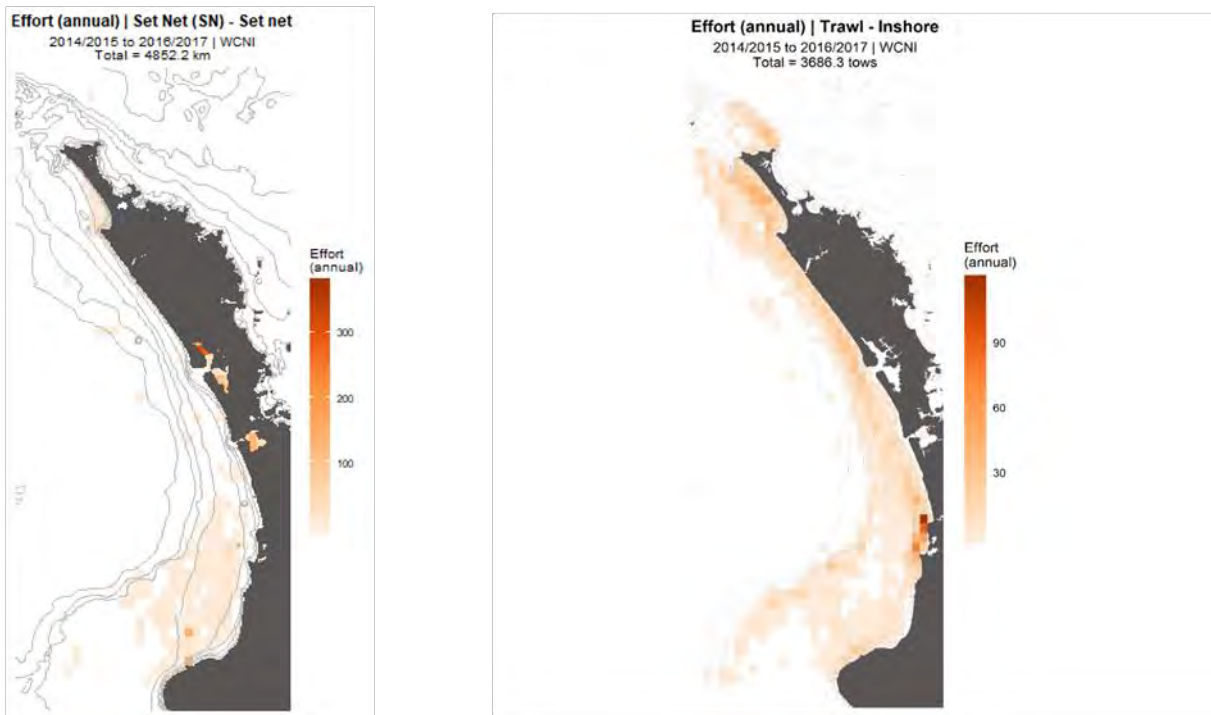 Effort (annual) | Set Net (SN) - Set net
2014/2015 to 2016/2017 | WCNI
Total = 4852.2 km
Effort
(annual)
300
200
100
Effort (annual) | Trawl - Inshore
2014/2015 to 2016/2017 | WCNI
Total = 3686.3 tows
Effort
(annual)
90
60
30